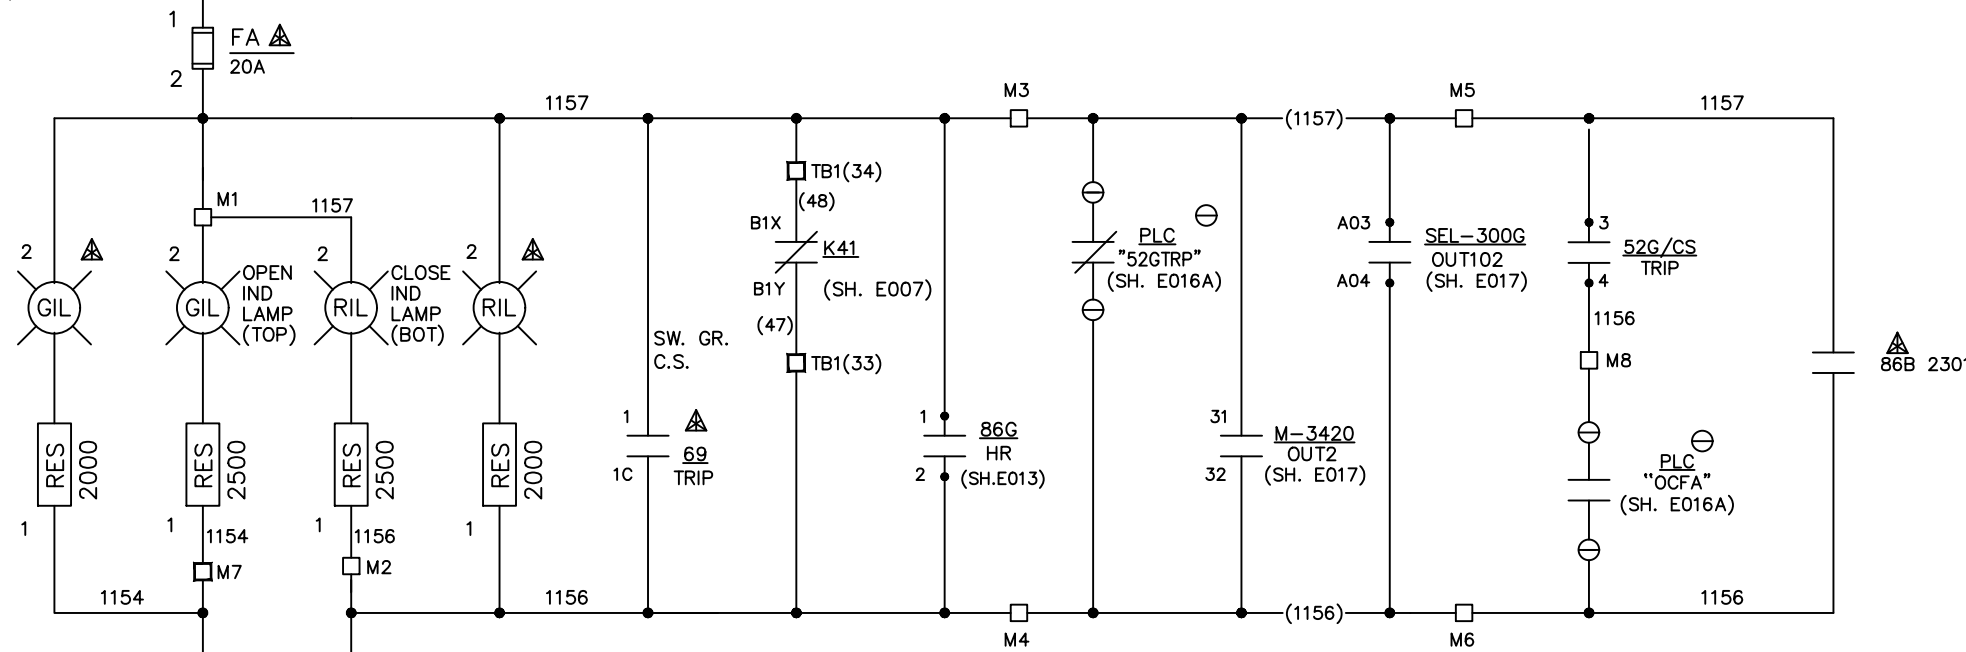 1
FA
20A
2
1157
M3
(1157)
M5
1157
M1
1157
TB1(34)
(48)
B1X
K41
B1Y
(SH. E007)
(47)
TB1(33)
PLC
"52GTRP"
(SH. E016A)
A03
SEL-300G
OUT102
A04
(SH. E017)
3
52G/CS
TRIP
4
1156
M8
2
GIL
2
GIL
OPEN
IND
LAMP
(TOP)
2
RIL
CLOSE
IND
LAMP
(BOT)
2
RIL
SW. GR.
C.S.
86B
1
69
1C
TRIP
1
86G
HR
2
(SH.E013)
31
M-3420
OUT2
32
(SH. E017)
PLC
"OCFA"
(SH. E016A)
RES
2000
RES
2500
RES
2500
RES
2000
1
1
1154
M7
1
1156
M2
1
1154
1156
M4
(1156)
M6
1156